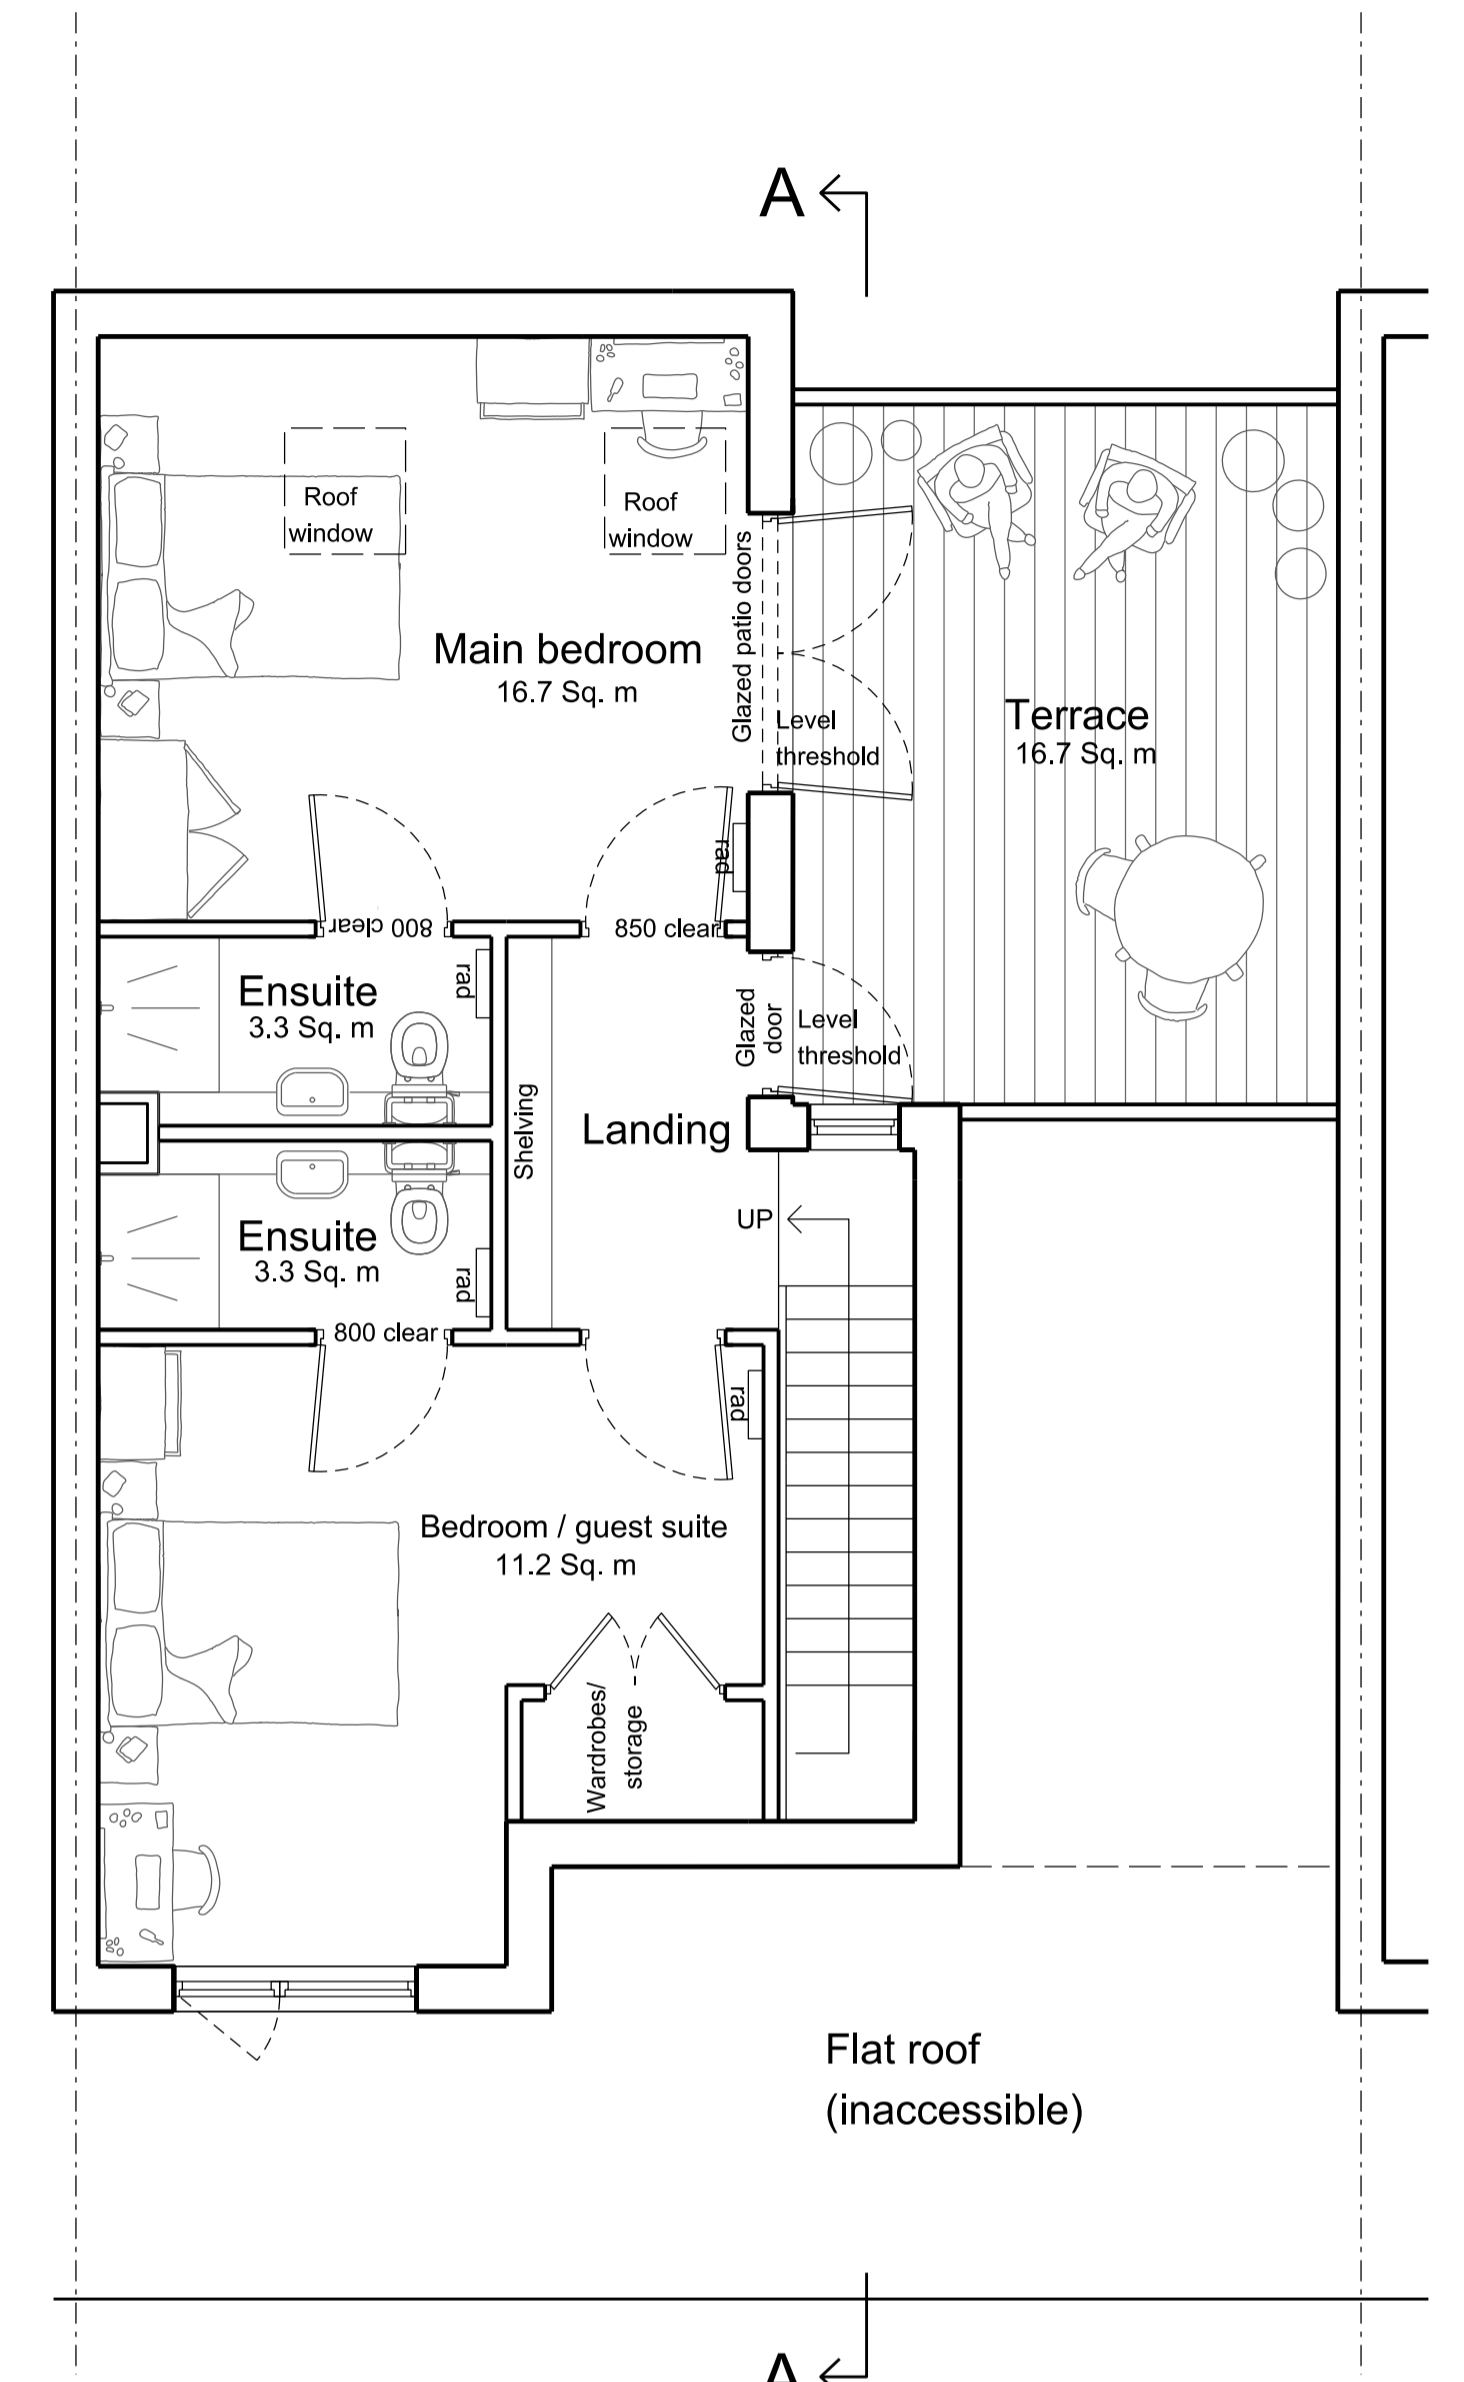 A
Roof
window
Roof
window
Glazed patio doors
Main bedroom
16.7 Sq. m
Level
threshold
Terrace
16.7 Sq. m
rad
800 clear
850 clear
Ensuite
3.3 Sq. m
rad
Glazed
door
Level
threshold
Shelving
Landing
UP
Ensuite
3.3 Sq. m
rad
800 clear
rad
Bedroom / guest suite
11.2 Sq. m
Wardrobes/
storage
Flat roof
(inaccessible)
A